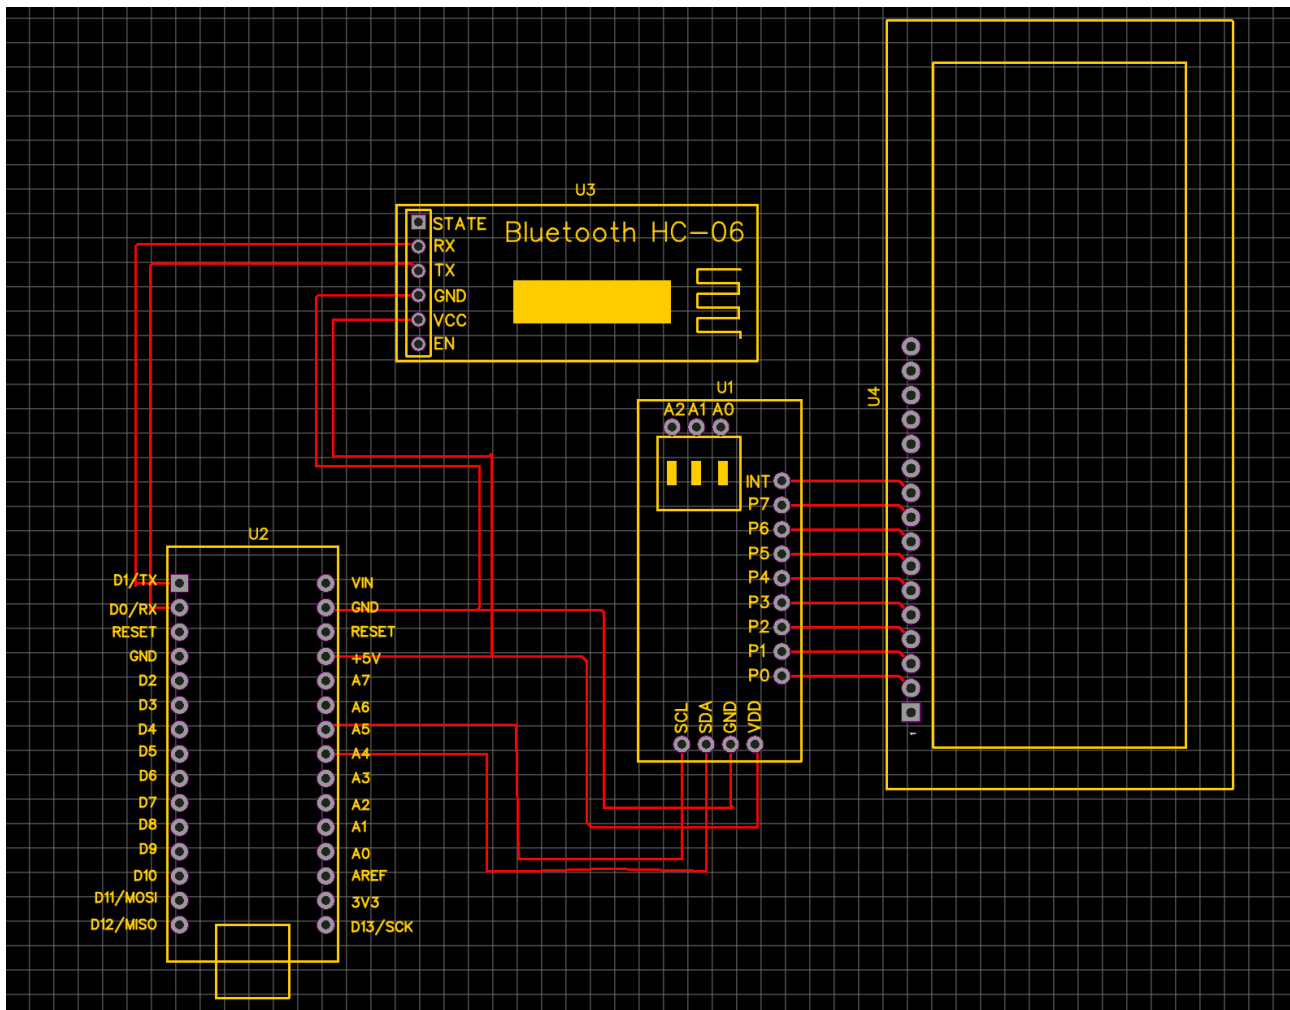 U3
STATE
Bluetooth HC-06
RX
TX
GND
VCC
EN
U1
A2 A1 A0
U4
INT
P7
P6
P5
P4
P3
P2
P1
P0
SCL
SDA
GND
VDD
1
U2
D1/TX
D0/RX
RESET
GND
D2
D3
D4
D5
D6
D7
D8
D9
D10
D11/MOSI
D12/MISO
VIN
GND
RESET
+5V
A7
A6
A5
A4
A3
A2
A1
A0
AREF
3V3
D13/SCK